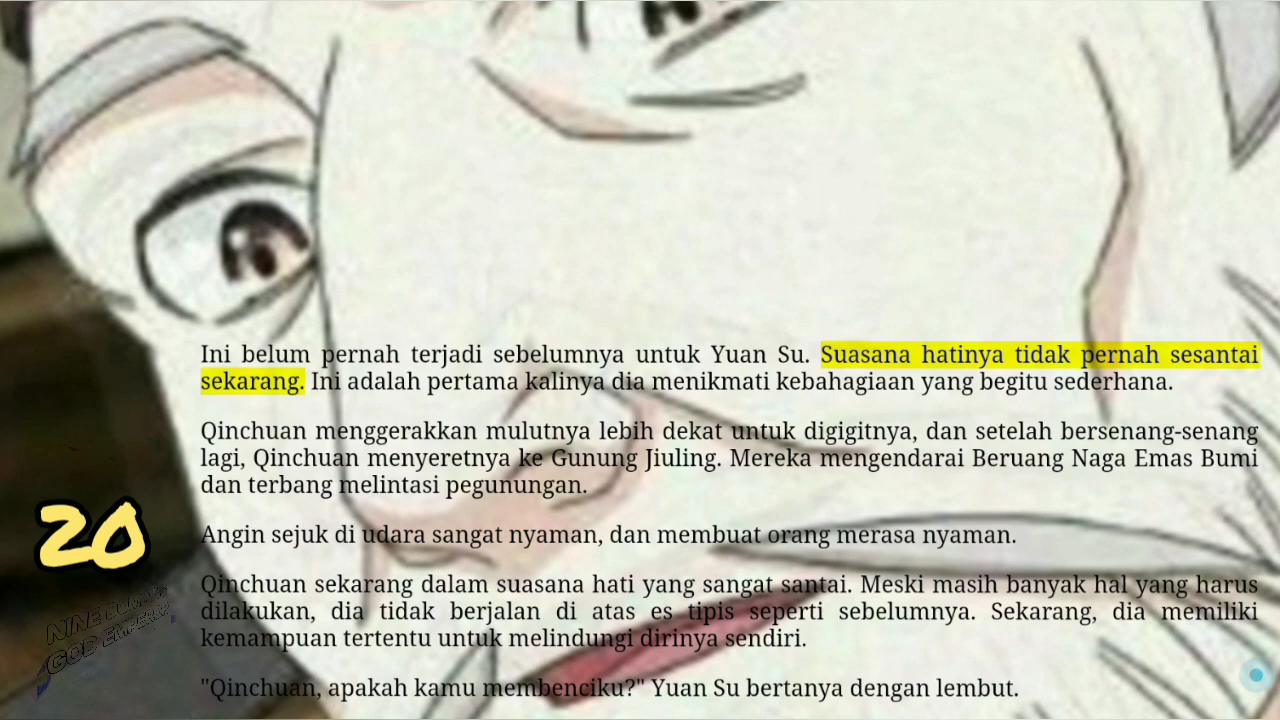 Ini belum pernah terjadi sebelumnya untuk Yuan Su. Suasana hatinya tidak pernah sesantai
sekarang. Ini adalah pertama kalinya dia menikmati kebahagiaan yang begitu sederhana.
Qinchuan menggerakkan mulutnya lebih dekat untuk digigitnya, dan setelah bersenang-senang
lagi, Qinchuan menyeretnya ke Gunung Jiuling. Mereka mengendarai Beruang Naga Emas Bumi
dan terbang melintasi pegunungan.
Angin sejuk di udara sangat nyaman, dan membuat orang merasa nyaman.
Qinchuan sekarang dalam suasana hati yang sangat santai. Meski masih banyak hal yang harus
dilakukan, dia tidak berjalan di atas es tipis seperti sebelumnya. Sekarang, dia memiliki
kemampuan tertentu untuk melindungi dirinya sendiri.
"Qinchuan, apakah kamu membenciku?" Yuan Su bertanya dengan lembut.
20
NINE
GOD EMPEROR